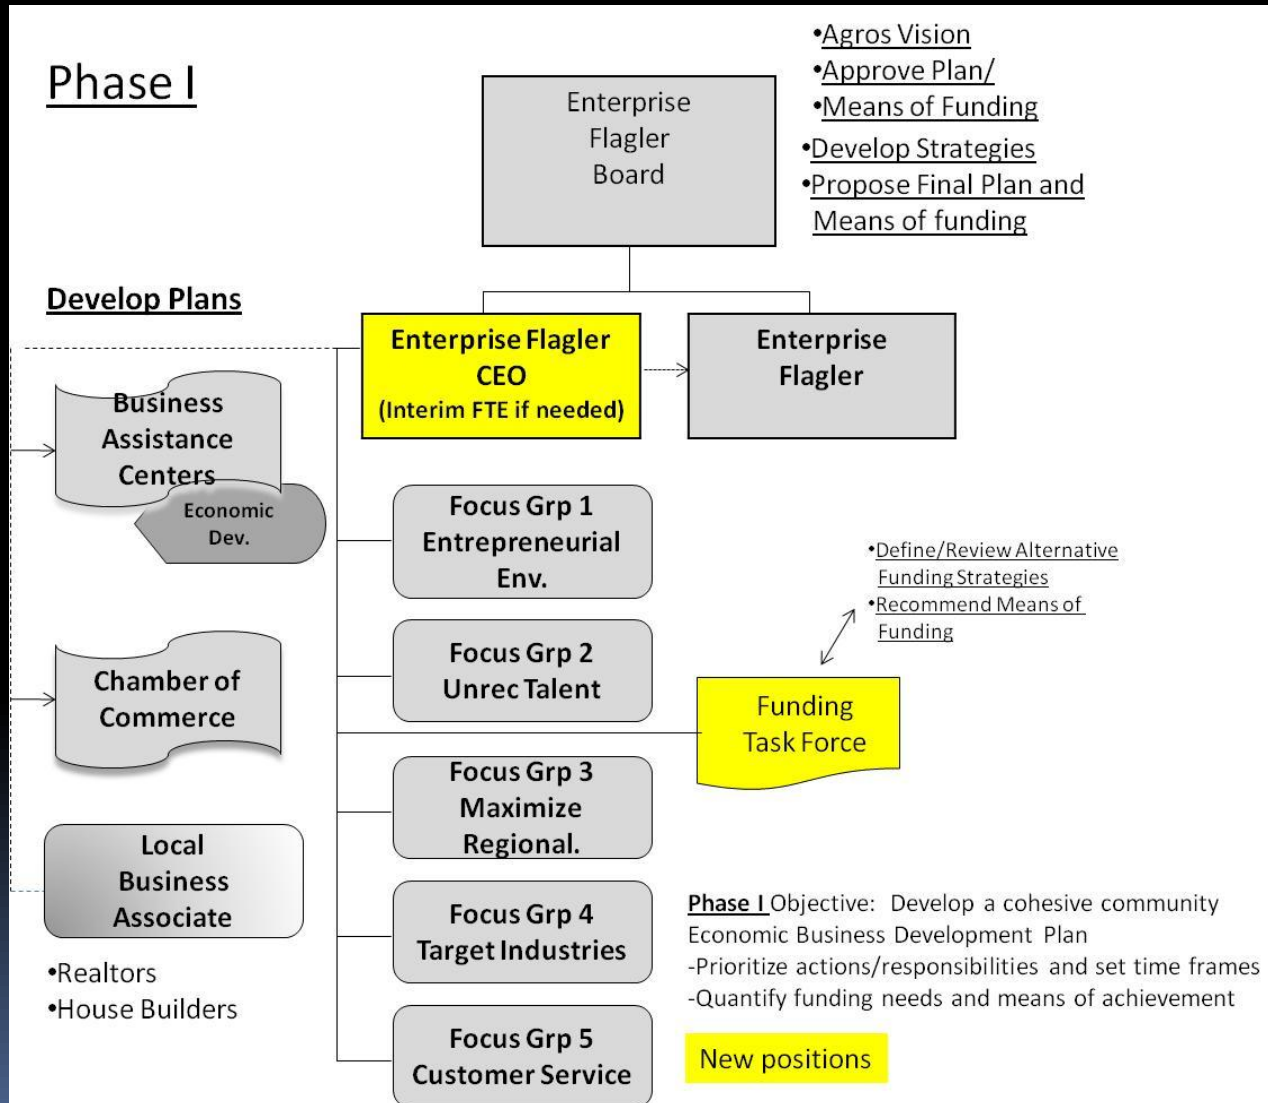 Phase I
Enterprise
Flagler
Board
•Agros Vision
•Approve Plan/
•Means of Funding
•Develop Strategies
•Propose Final Plan and
Means of funding
Develop Plans
Enterprise Flagler
CEO
(Interim FTE if needed)
Enterprise
Flagler
Business
Assistance
Centers
Economic
Dev.
Chamber of
Commerce
Local
Business
Associate
•Realtors
•House Builders
Focus Grp 1
Entrepreneurial
Env.
Focus Grp 2
Unrec Talent
Focus Grp 3
Maximize
Regional.
Focus Grp 4
Target Industries
Focus Grp 5
Customer Service
•Define/Review Alternative
Funding Strategies
•Recommend Means of
Funding
Funding
Task Force
Phase I Objective: Develop a cohesive community
Economic Business Development Plan
-Prioritize actions/responsibilities and set time frames
-Quantify funding needs and means of achievement
New positions